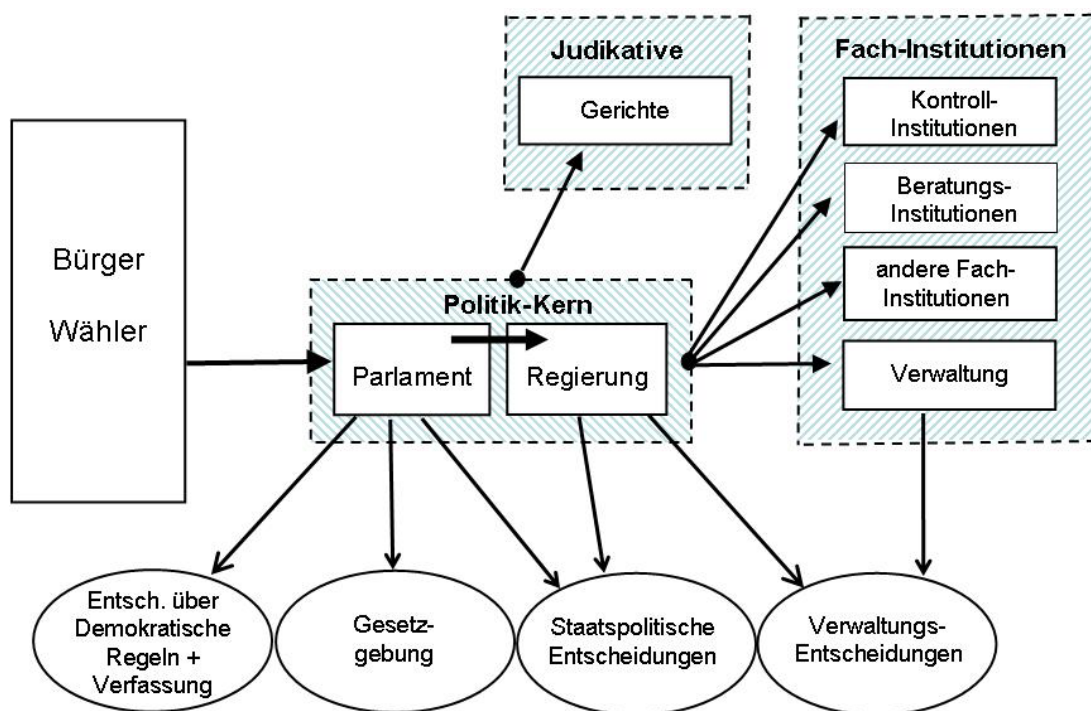 Judikative
Gerichte
Fach-Institutionen
Kontroll-
Institutionen
Beratungs-
Institutionen
andere Fach-
Institutionen
Verwaltung
Bürger
Wähler
Politik-Kern
Parlament
Regierung
Entsch. über
Demokratische
Regeln +
Verfassung
Gesetz-
gebung
Staatspolitische
Entscheidungen
Verwaltungs-
Entscheidungen